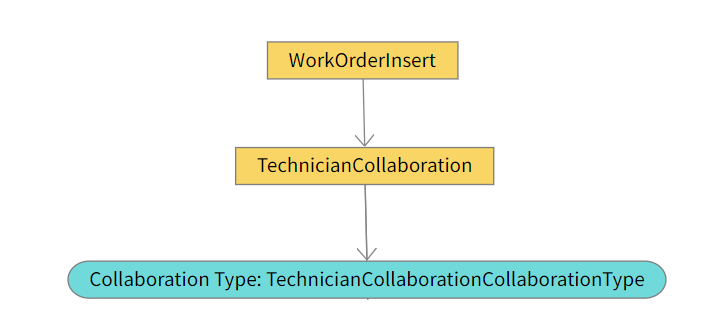 WorkOrderInsert
TechnicianCollaboration
Collaboration Type: TechnicianCollaborationCollaborationType